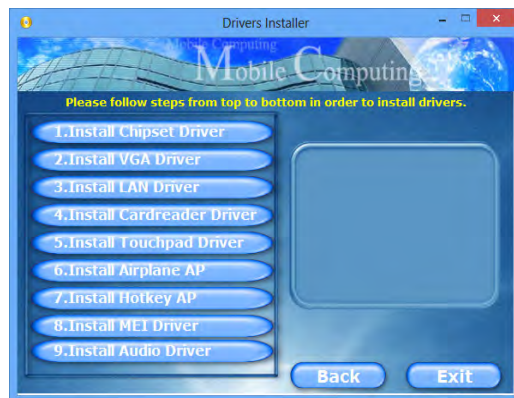 Drivers Installer
Mobile Computing
Mobile Computing
Please follow steps from top to bottom in order to install drivers.
1.Install Chipset Driver
2.Install VGA Driver
3.Install LAN Driver
4.Install Cardreader Driver
5.Install Touchpad Driver
6.Install Airplane AP
7.Install Hotkey AP
8.Install MEI Driver
9.Install Audio Driver
Back
Exit